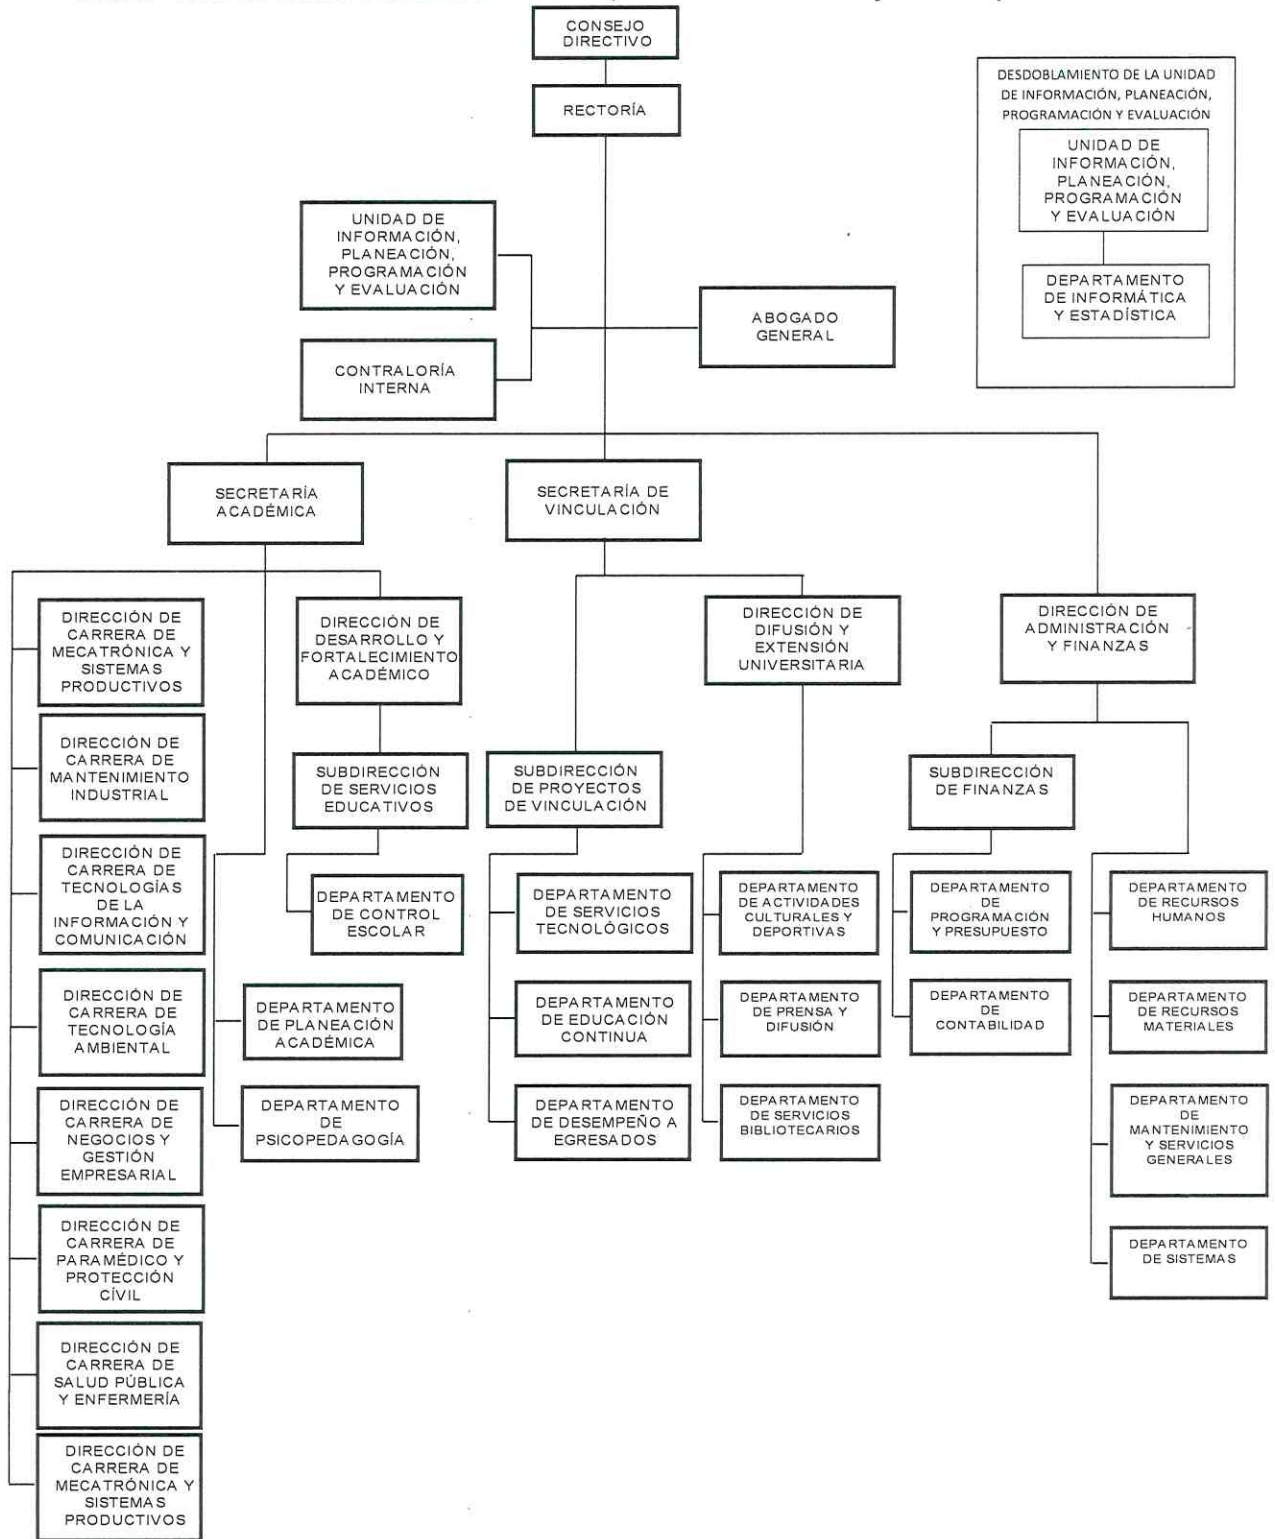 CONSEJO
DIRECTIVO
RECTORÍA
DESDOBLAMIENTO DE LA UNIDAD
DE INFORMACIÓN, PLANEACIÓN,
PROGRAMACIÓN Y EVALUACIÓN
UNIDAD DE
INFORMACIÓN,
PLANEACIÓN,
PROGRAMACIÓN
Y EVALUACIÓN
DEPARTAMENTO
DE INFORMÁTICA
Y ESTADÍSTICA
UNIDAD DE
INFORMACIÓN,
PLANEACIÓN,
PROGRAMACIÓN
Y EVALUACIÓN
ABOGADO
GENERAL
CONTRALORÍA
INTERNA
SECRETARÍA
ACADÉMICA
SECRETARÍA DE
VINCULACIÓN
DIRECCIÓN DE
CARRERA DE
MECATRÓNICA Y
SISTEMAS
PRODUCTIVOS
DIRECCIÓN DE
DESARROLLO Y
FORTALECIMIENTO
ACADÉMICO
DIRECCIÓN DE
DIFUSIÓN Y
EXTENSIÓN
UNIVERSITARIA
DIRECCIÓN DE
ADMINISTRACIÓN
Y FINANZAS
DIRECCIÓN DE
CARRERA DE
MANTENIMIENTO
INDUSTRIAL
SUBDIRECCIÓN
DE SERVICIOS
EDUCATIVOS
SUBDIRECCIÓN
DE PROYECTOS
DE VINCULACIÓN
SUBDIRECCIÓN
DE FINANZAS
DIRECCIÓN DE
CARRERA DE
TECNOLOGÍAS
DE LA
INFORMACIÓN Y
COMUNICACIÓN
DEPARTAMENTO
DE CONTROL
ESCOLAR
DEPARTAMENTO
DE SERVICIOS
TECNOLÓGICOS
DEPARTAMENTO
DE ACTIVIDADES
CULTURALES Y
DEPORTIVAS
DEPARTAMENTO
DE
PROGRAMACIÓN
Y PRESUPUESTO
DEPARTAMENTO
DE RECURSOS
HUMANOS
DIRECCIÓN DE
CARRERA DE
TECNOLOGÍA
AMBIENTAL
DEPARTAMENTO
DE PLANEACIÓN
ACADÉMICA
DEPARTAMENTO
DE EDUCACIÓN
CONTINUA
DEPARTAMENTO
DE PRENSA Y
DIFUSIÓN
DEPARTAMENTO
DE
CONTABILIDAD
DEPARTAMENTO
DE RECURSOS
MATERIALES
DIRECCIÓN DE
CARRERA DE
NEGOCIOS Y
GESTIÓN
EMPRESARIAL
DEPARTAMENTO
DE
PSICOPEDAGOGÍA
DEPARTAMENTO
DE DESEMPEÑO A
EGRESADOS
DEPARTAMENTO
DE SERVICIOS
BIBLIOTECARIOS
DEPARTAMENTO
DE
MANTENIMIENTO
Y SERVICIOS
GENERALES
DIRECCIÓN DE
CARRERA DE
PARAMÉDICO Y
PROTECCIÓN
CÍVIL
DEPARTAMENTO
DE SISTEMAS
DIRECCIÓN DE
CARRERA DE
SALUD PÚBLICA
Y ENFERMERÍA
DIRECCIÓN DE
CARRERA DE
MECATRÓNICA Y
SISTEMAS
PRODUCTIVOS